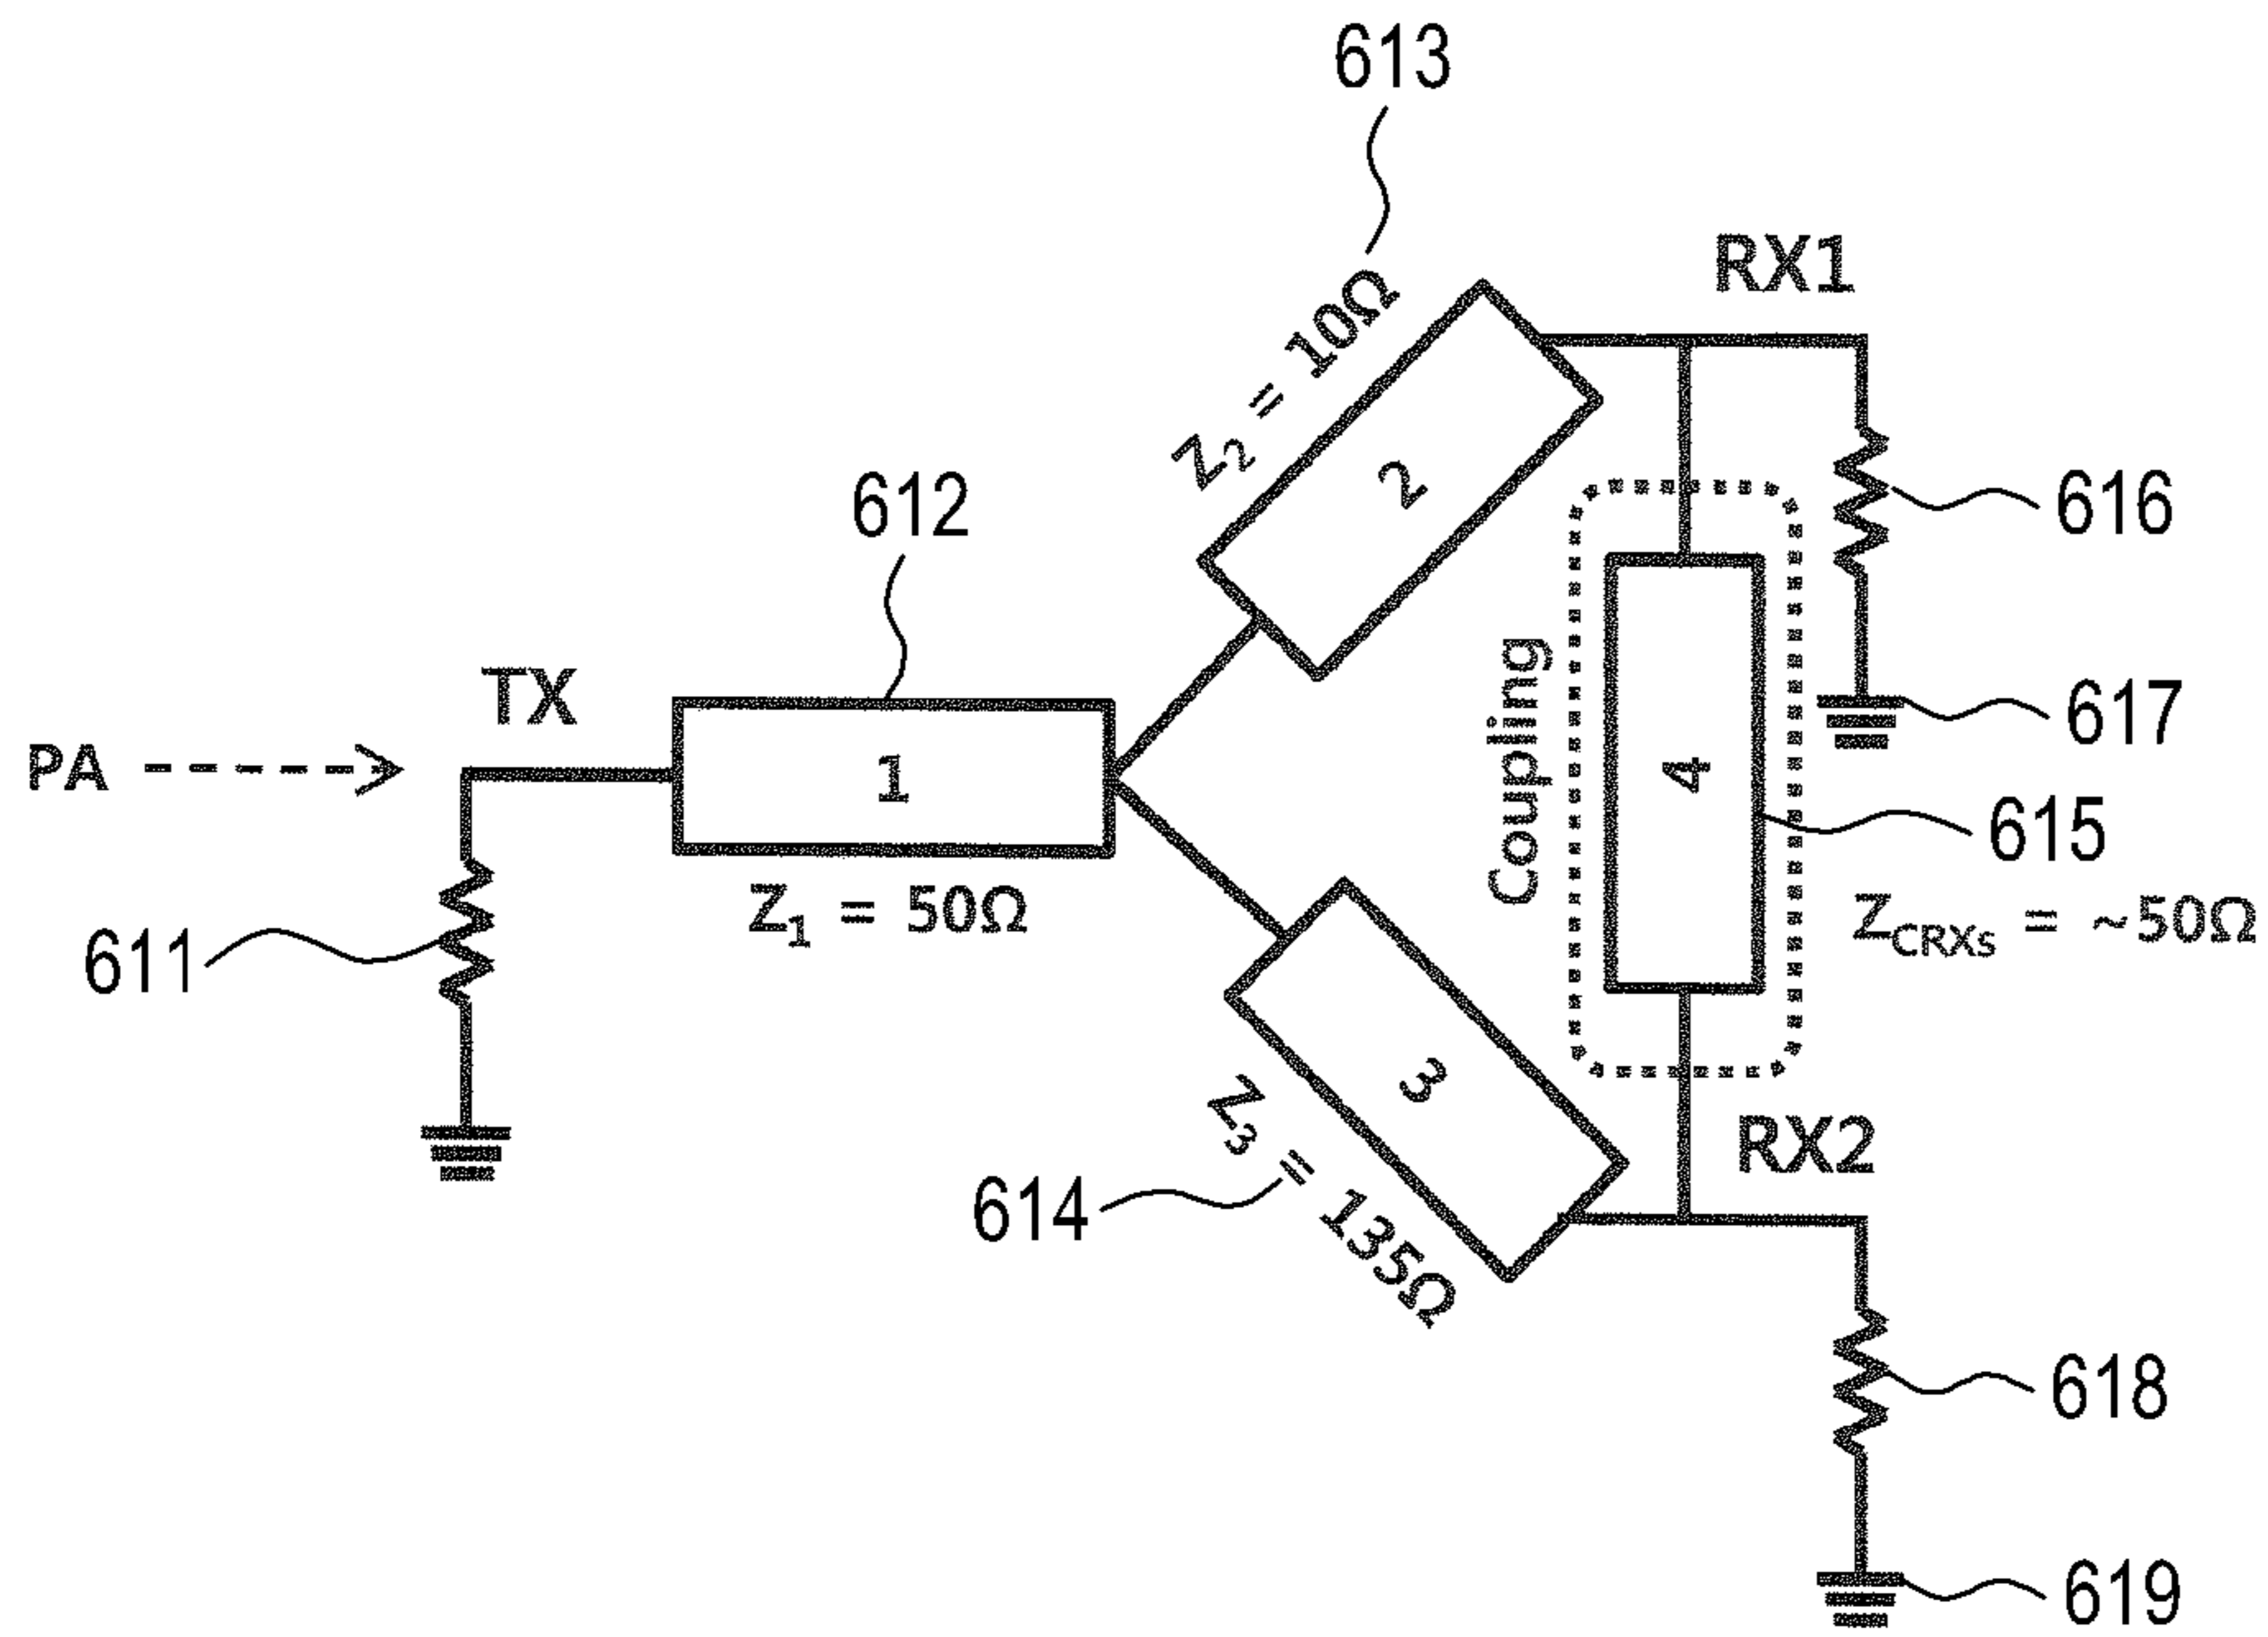 613
RX1
Z2 = 10Ω
2
616
612
TX
617
PA
1
Coupling
4
615
Z1 = 50Ω
ZCRXs = ~50Ω
611
3
RX2
Z3 = 135Ω
614
618
619